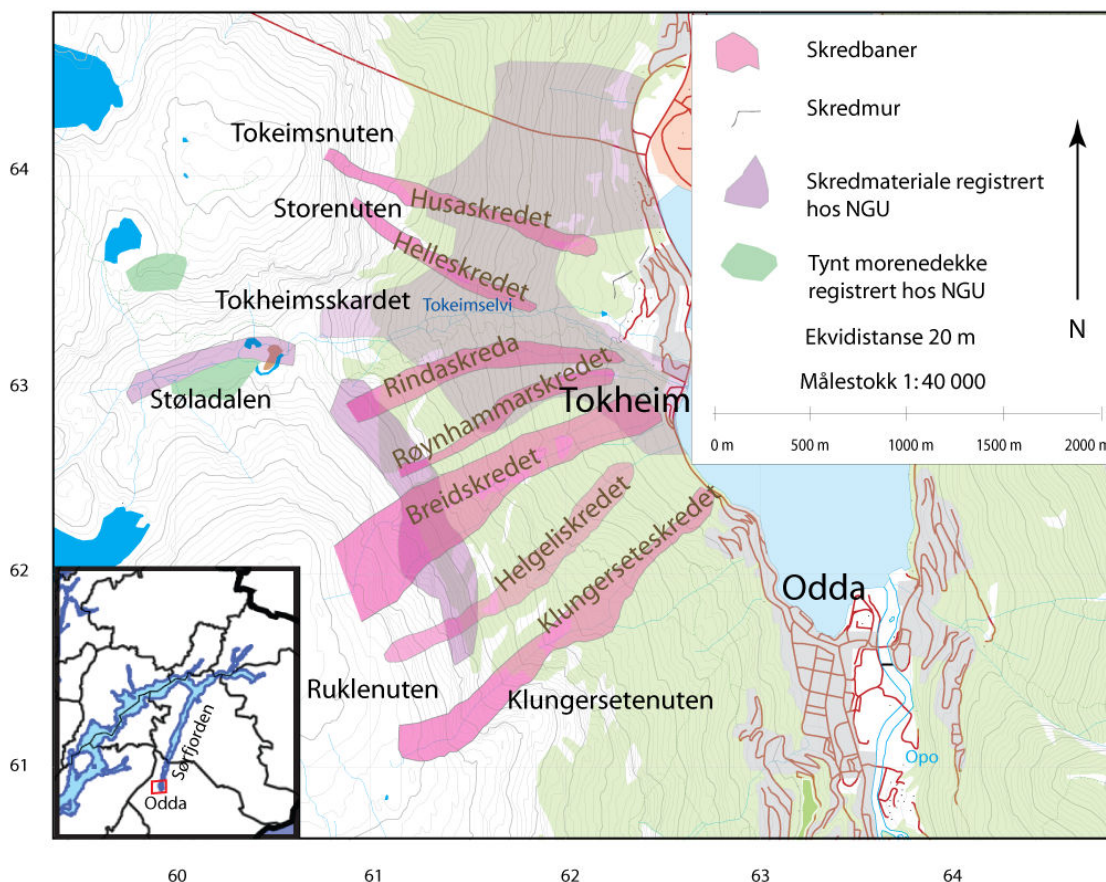 Skredbaner
Skredmur
Skredmateriale registrert
hos NGU
Tynt morenedekke
registrert hos NGU
Ekvidistanse 20 m
N
Målestokk 1:40 000
0 m
500 m
1000 m
1500 m
2000 m
64
63
62
61
Tokeimsnuten
Husaskredet
Storenuten
Helleskredet
Tokheimsskardet
Tokeimselvi
Rindaskreda
Støladalen
Røynhammarskredet
Tokheim
Breidskredet
Helgeliskredet
Klungerseteskredet
Odda
Ruklenuten
Klungersetenuten
Opo
Sørfjorden
Odda
60
61
62
63
64